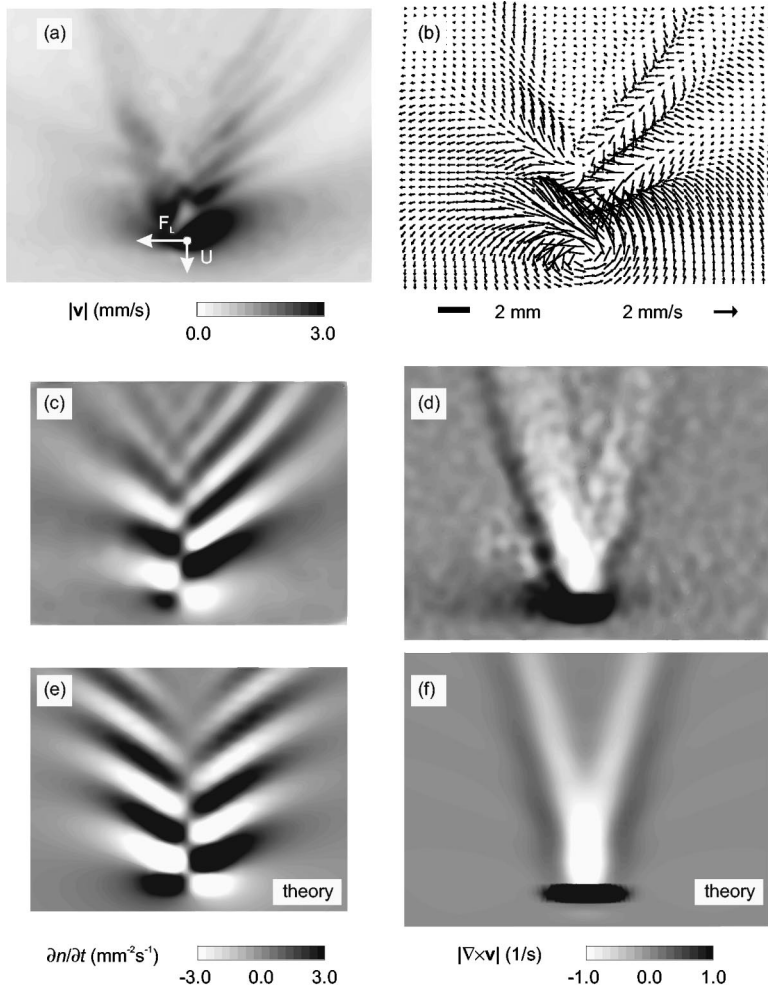 (a)
(b)
F_L
U
|v| (mm/s)
0.0 3.0
2 mm
2 mm/s
(c)
(d)
(e)
(f)
theory
theory
∂n/∂t (mm⁻²s⁻¹)
-3.0 0.0 3.0
|∇×v| (1/s)
-1.0 0.0 1.0